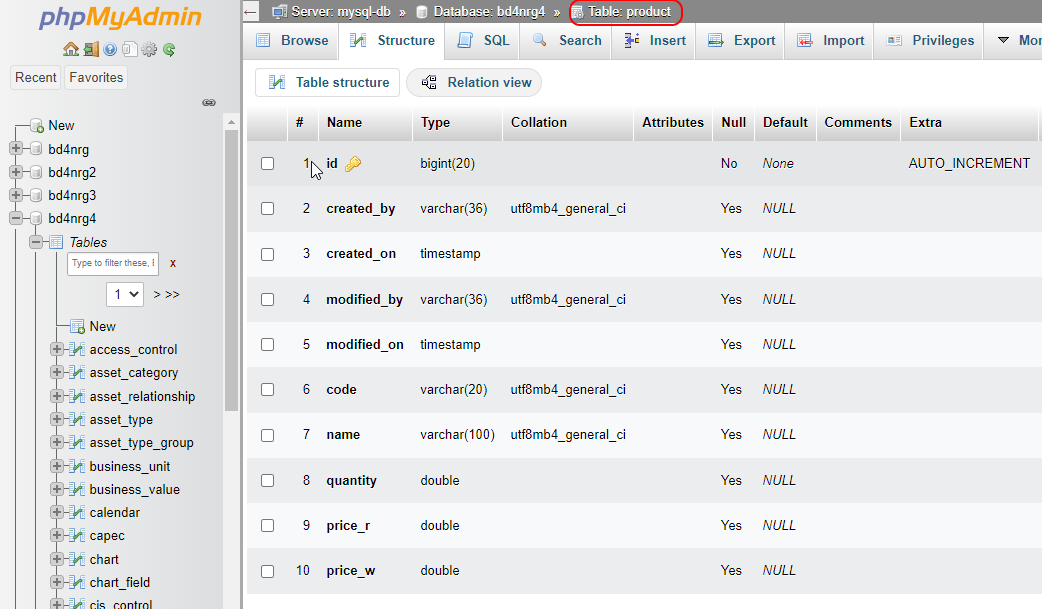 phpMyAdmin
Recent Favorites
New
bd4nrg
bd4nrg2
bd4nrg3
bd4nrg4
Tables
Type to filter these, x
1 > >>
New
access_control
asset_category
asset_relationship
asset_type
asset_type_group
business_unit
business_value
calendar
capec
chart
chart_field
cis_control
← Server: mysql-db » Database: bd4nrg4 » Table: product
Browse Structure SQL Search Insert Export Import Privileges Mor
Table structure Relation view
# Name Type Collation Attributes Null Default Comments Extra
1 id bigint(20) No None AUTO_INCREMENT
2 created_by varchar(36) utf8mb4_general_ci Yes NULL
3 created_on timestamp Yes NULL
4 modified_by varchar(36) utf8mb4_general_ci Yes NULL
5 modified_on timestamp Yes NULL
6 code varchar(20) utf8mb4_general_ci Yes NULL
7 name varchar(100) utf8mb4_general_ci Yes NULL
8 quantity double Yes NULL
9 price_r double Yes NULL
10 price_w double Yes NULL